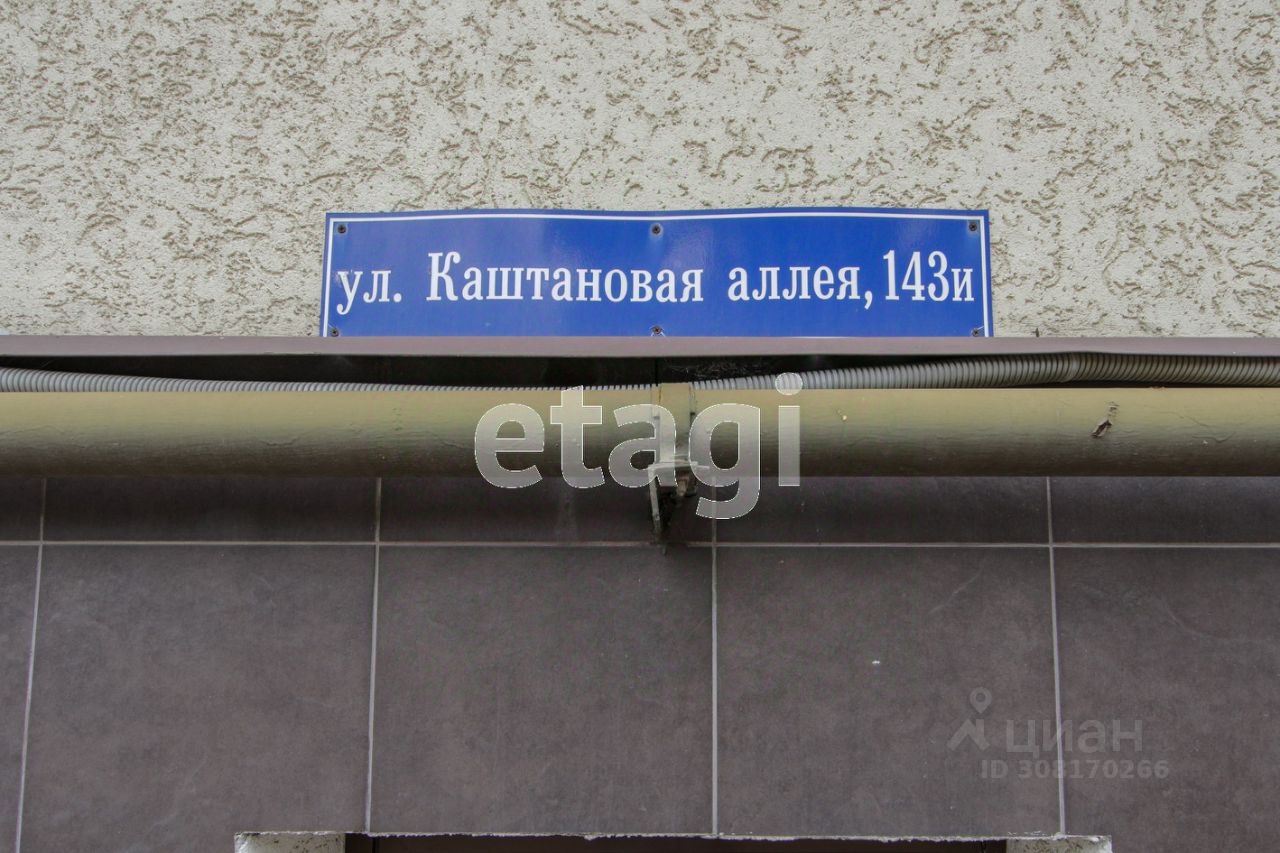 ул. Каштановая аллея, 143и
etagi
циан
ID 308170266